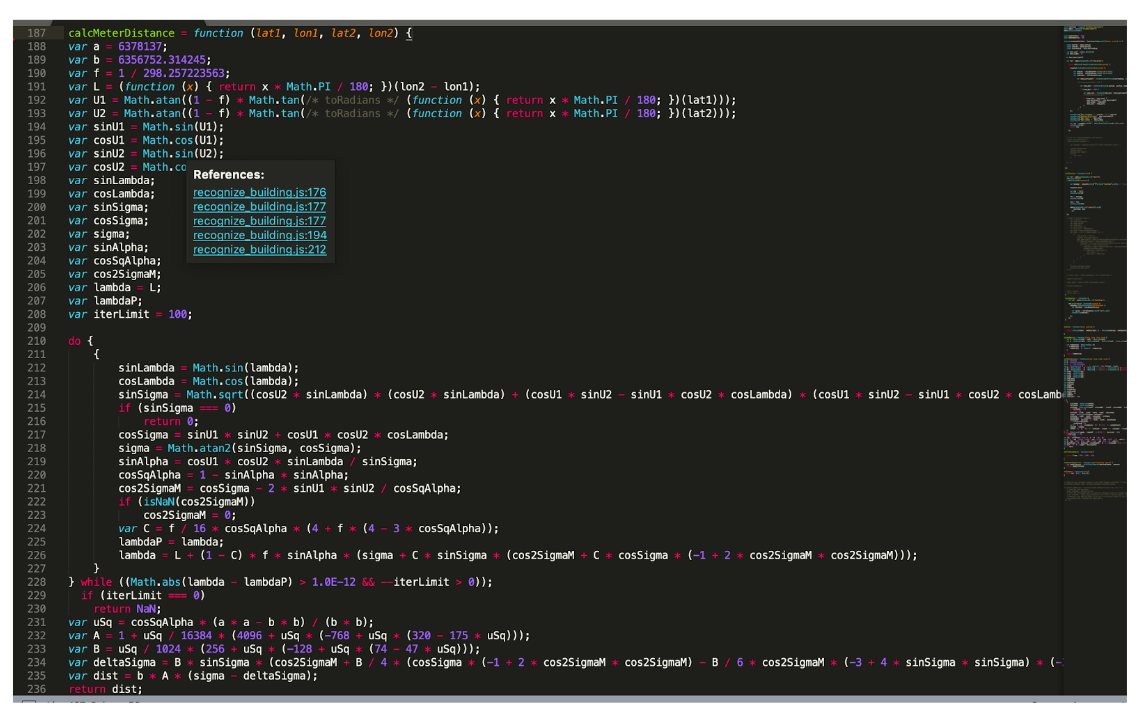 187 calcMeterDistance = function (lat1, lon1, lat2, lon2) {
188 var a = 6378137;
189 var b = 6356752.314245;
190 var f = 1 / 298.257223563;
191 var L = (function (x) { return x * Math.PI / 180; })(lon2 - lon1);
192 var U1 = Math.atan((1 - f) * Math.tan(/* toRadians */ (function (x) { return x * Math.PI / 180; })(lat1)));
193 var U2 = Math.atan((1 - f) * Math.tan(/* toRadians */ (function (x) { return x * Math.PI / 180; })(lat2)));
194 var sinU1 = Math.sin(U1);
195 var cosU1 = Math.cos(U1);
196 var sinU2 = Math.sin(U2);
197 var cosU2 = Math.co
References:
198 var sinLambda;
recognize_building.js:176
199 var cosLambda;
recognize_building.js:177
200 var sinSigma;
recognize_building.js:177
201 var cosSigma;
recognize_building.js:194
202 var sigma;
recognize_building.js:212
203 var sinAlpha;
204 var cosSqAlpha;
205 var cos2SigmaM;
206 var lambda = L;
207 var lambdaP;
208 var iterLimit = 100;
209
210 do {
211 {
212 sinLambda = Math.sin(lambda);
213 cosLambda = Math.cos(lambda);
214 sinSigma = Math.sqrt((cosU2 * sinLambda) * (cosU2 * sinLambda) + (cosU1 * sinU2 - sinU1 * cosU2 * cosLambda) * (cosU1 * sinU2 - sinU1 * cosU2 * cosLamb
215 if (sinSigma === 0)
216 return 0;
217 cosSigma = sinU1 * sinU2 + cosU1 * cosU2 * cosLambda;
218 sigma = Math.atan2(sinSigma, cosSigma);
219 sinAlpha = cosU1 * cosU2 * sinLambda / sinSigma;
220 cosSqAlpha = 1 - sinAlpha * sinAlpha;
221 cos2SigmaM = cosSigma - 2 * sinU1 * sinU2 / cosSqAlpha;
222 if (isNaN(cos2SigmaM))
223 cos2SigmaM = 0;
224 var C = f / 16 * cosSqAlpha * (4 + f * (4 - 3 * cosSqAlpha));
225 lambdaP = lambda;
226 lambda = L + (1 - C) * f * sinAlpha * (sigma + C * sinSigma * (cos2SigmaM + C * cosSigma * (-1 + 2 * cos2SigmaM * cos2SigmaM)));
227 }
228 } while ((Math.abs(lambda - lambdaP) > 1.0E-12 && --iterLimit > 0));
229 if (iterLimit === 0)
230 return NaN;
231 var uSq = cosSqAlpha * (a * a - b * b) / (b * b);
232 var A = 1 + uSq / 16384 * (4096 + uSq * (-768 + uSq * (320 - 175 * uSq)));
233 var B = uSq / 1024 * (256 + uSq * (-128 + uSq * (74 - 47 * uSq)));
234 var deltaSigma = B * sinSigma * (cos2SigmaM + B / 4 * (cosSigma * (-1 + 2 * cos2SigmaM * cos2SigmaM) - B / 6 * cos2SigmaM * (-3 + 4 * sinSigma * sinSigma) * (-
235 var dist = b * A * (sigma - deltaSigma);
236 return dist;